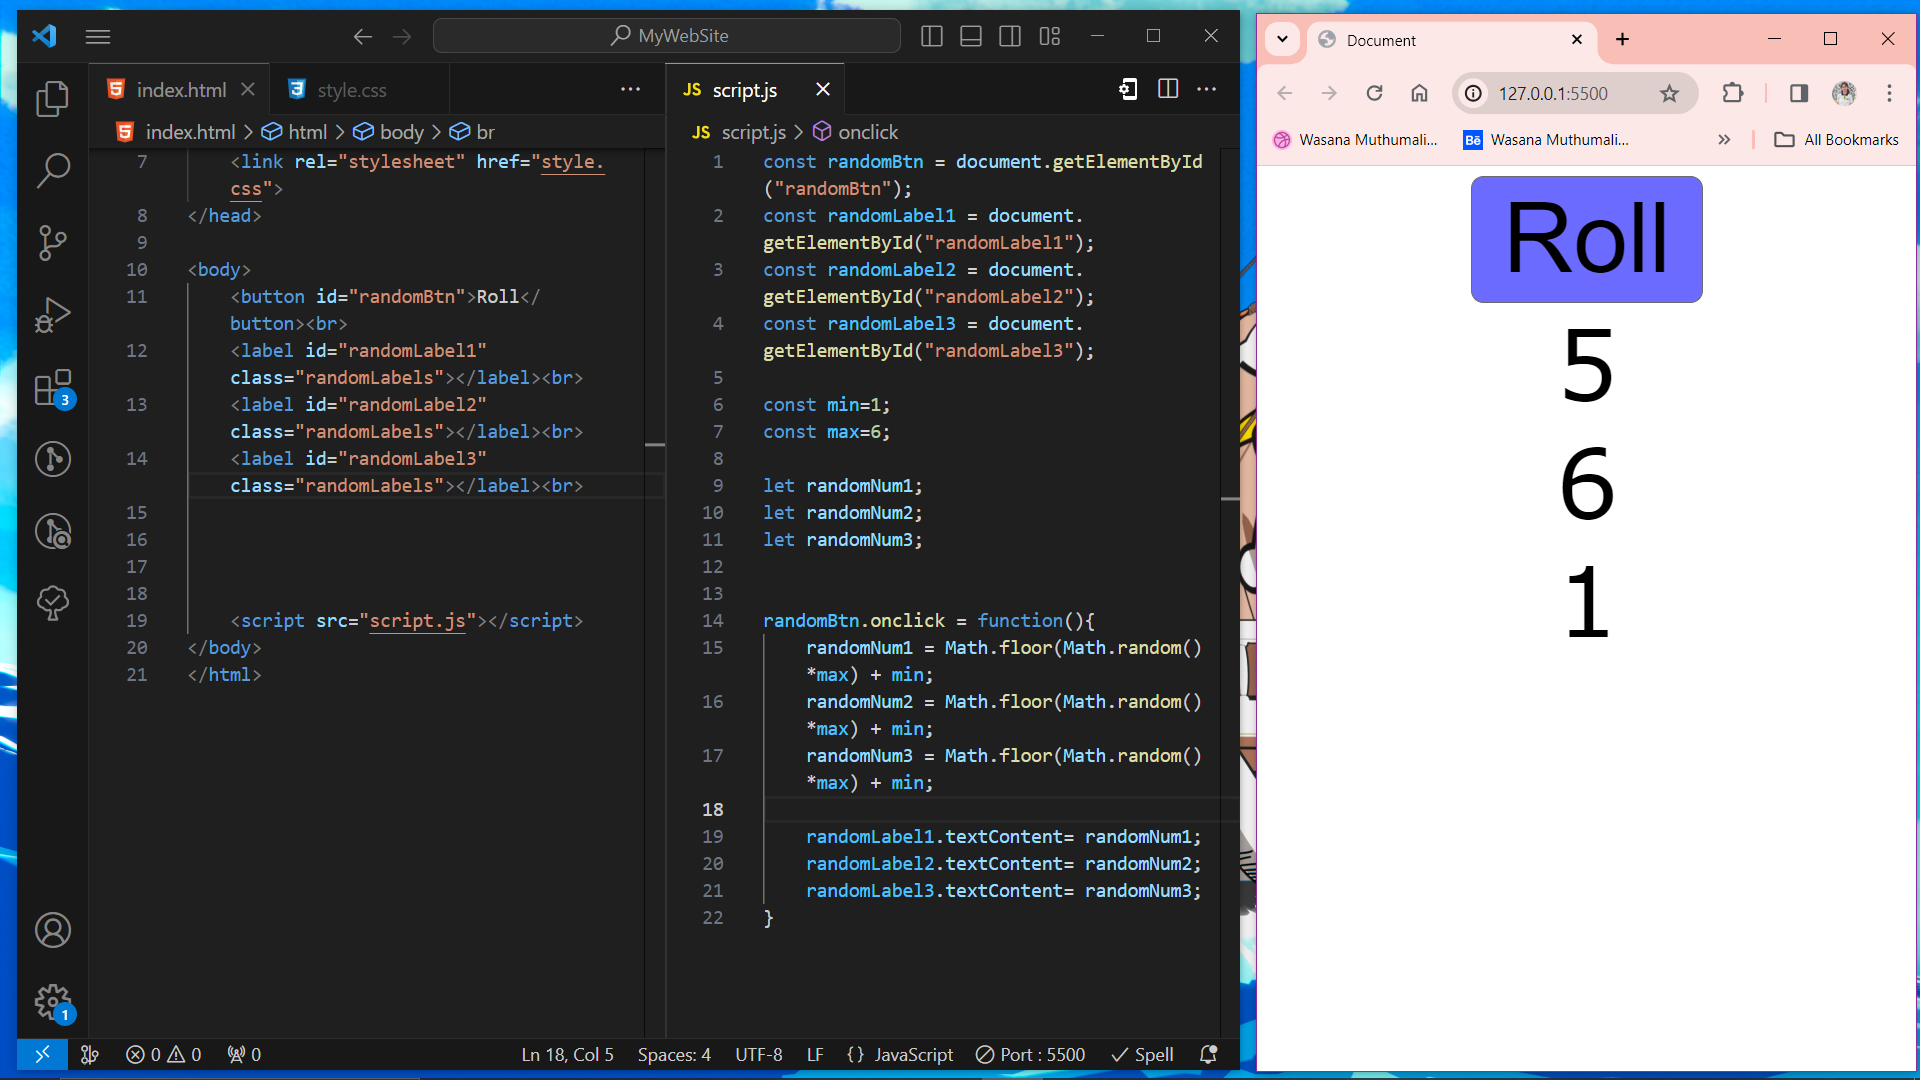 MyWebSite
index.html
style.css
index.html > html > body > br
7 <link rel="stylesheet" href="style.
css">
8 </head>
9
10 <body>
11 <button id="randomBtn">Roll</
button><br>
12 <label id="randomLabel1"
class="randomLabels"></label><br>
13 <label id="randomLabel2"
class="randomLabels"></label><br>
14 <label id="randomLabel3"
class="randomLabels"></label><br>
15
16
17
18
19 <script src="script.js"></script>
20 </body>
21 </html>
JS script.js
JS script.js > onclick
1 const randomBtn = document.getElementById
("randomBtn");
2 const randomLabel1 = document.
getElementById("randomLabel1");
3 const randomLabel2 = document.
getElementById("randomLabel2");
4 const randomLabel3 = document.
getElementById("randomLabel3");
5
6 const min=1;
7 const max=6;
8
9 let randomNum1;
10 let randomNum2;
11 let randomNum3;
12
13
14 randomBtn.onclick = function(){
15 randomNum1 = Math.floor(Math.random()
*max) + min;
16 randomNum2 = Math.floor(Math.random()
*max) + min;
17 randomNum3 = Math.floor(Math.random()
*max) + min;
18
19 randomLabel1.textContent= randomNum1;
20 randomLabel2.textContent= randomNum2;
21 randomLabel3.textContent= randomNum3;
22 }
3
1
0 0 0
Ln 18, Col 5 Spaces: 4 UTF-8 LF {} JavaScript Port : 5500 Spell
Document
127.0.0.1:5500
Wasana Muthumali... Bē Wasana Muthumali... » All Bookmarks
Roll
5
6
1